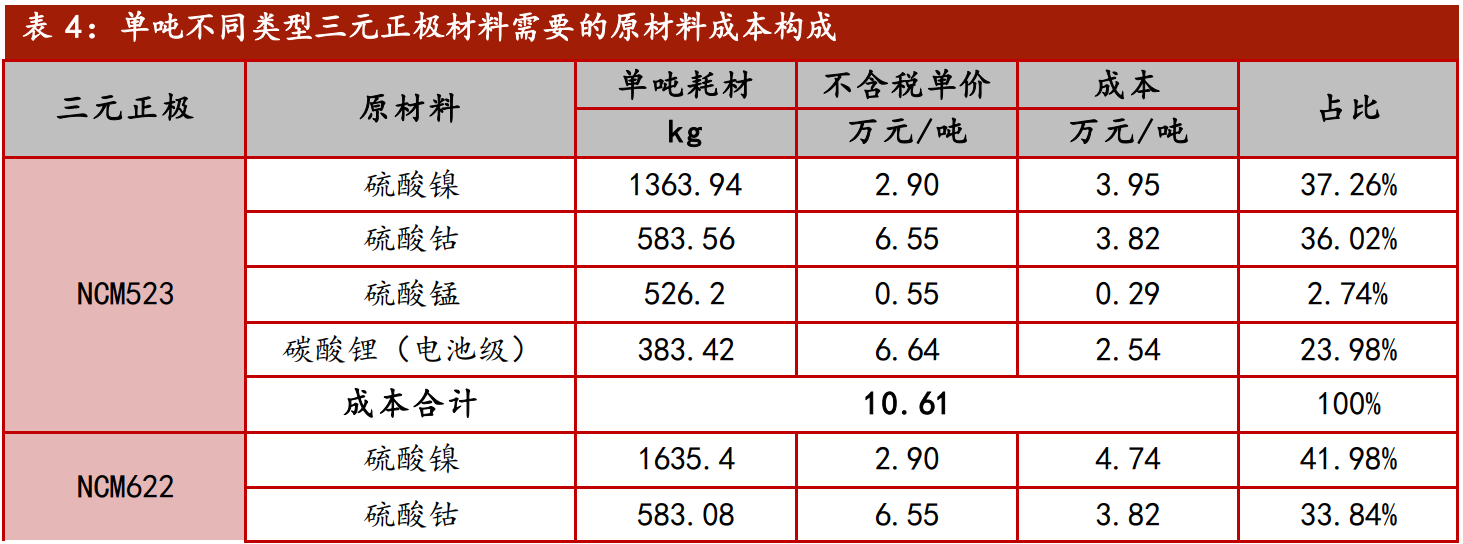 表 4：单吨不同类型三元正极材料需要的原材料成本构成
三元正极 原材料 单吨耗材 不含税单价 成本 占比
kg 万元/吨 万元/吨
NCM523 硫酸镍 1363.94 2.90 3.95 37.26%
硫酸钴 583.56 6.55 3.82 36.02%
硫酸锰 526.2 0.55 0.29 2.74%
碳酸锂（电池级） 383.42 6.64 2.54 23.98%
成本合计 10.61 100%
NCM622 硫酸镍 1635.4 2.90 4.74 41.98%
硫酸钴 583.08 6.55 3.82 33.84%